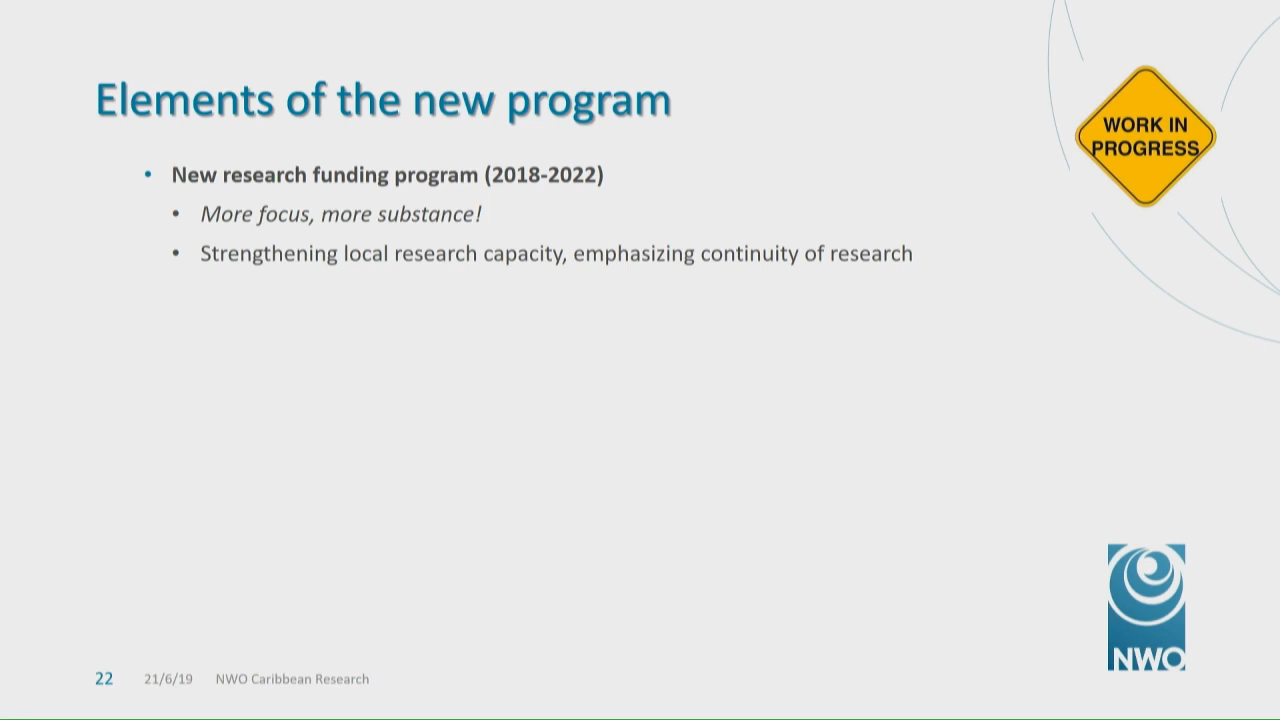 Elements of the new program
WORK IN
PROGRESS
• New research funding program (2018-2022)
• More focus, more substance!
• Strengthening local research capacity, emphasizing continuity of research
NWO
22 21/6/19 NWO Caribbean Research